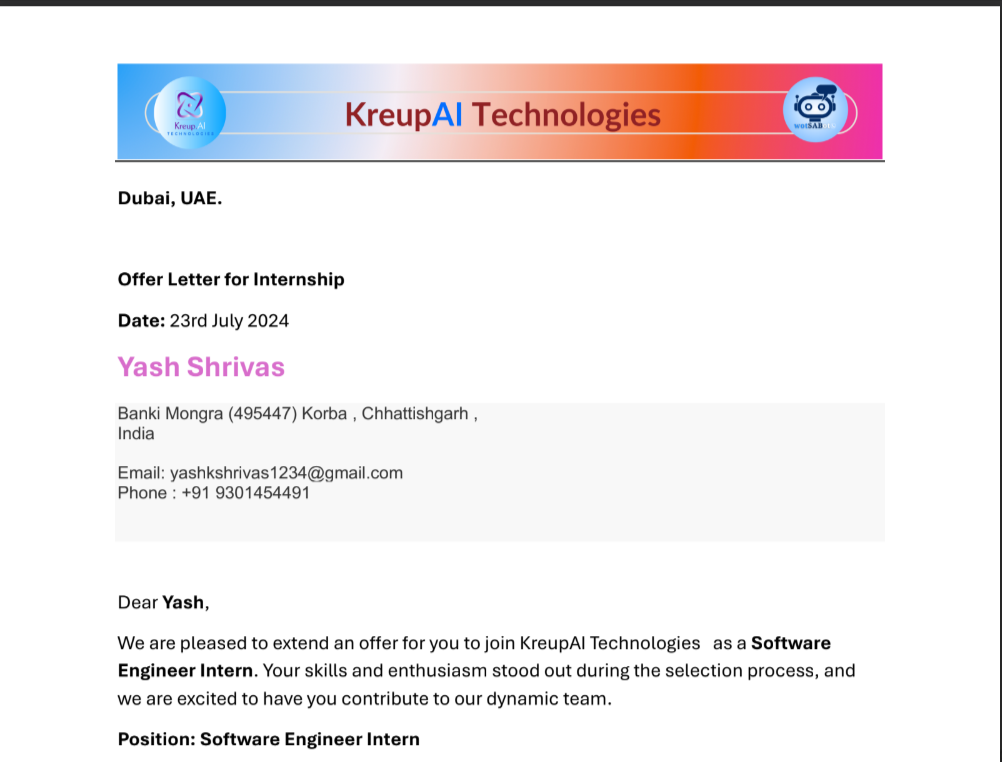 Kreup AI
TECHNOLOGIES
KreupAI Technologies
wotSAB
Dubai, UAE.
Offer Letter for Internship
Date: 23rd July 2024
Yash Shrivas
Banki Mongra (495447) Korba , Chhattishgarh ,
India
Email: yashkshrivas1234@gmail.com
Phone : +91 9301454491
Dear Yash,
We are pleased to extend an offer for you to join KreupAI Technologies as a Software
Engineer Intern. Your skills and enthusiasm stood out during the selection process, and
we are excited to have you contribute to our dynamic team.
Position: Software Engineer Intern